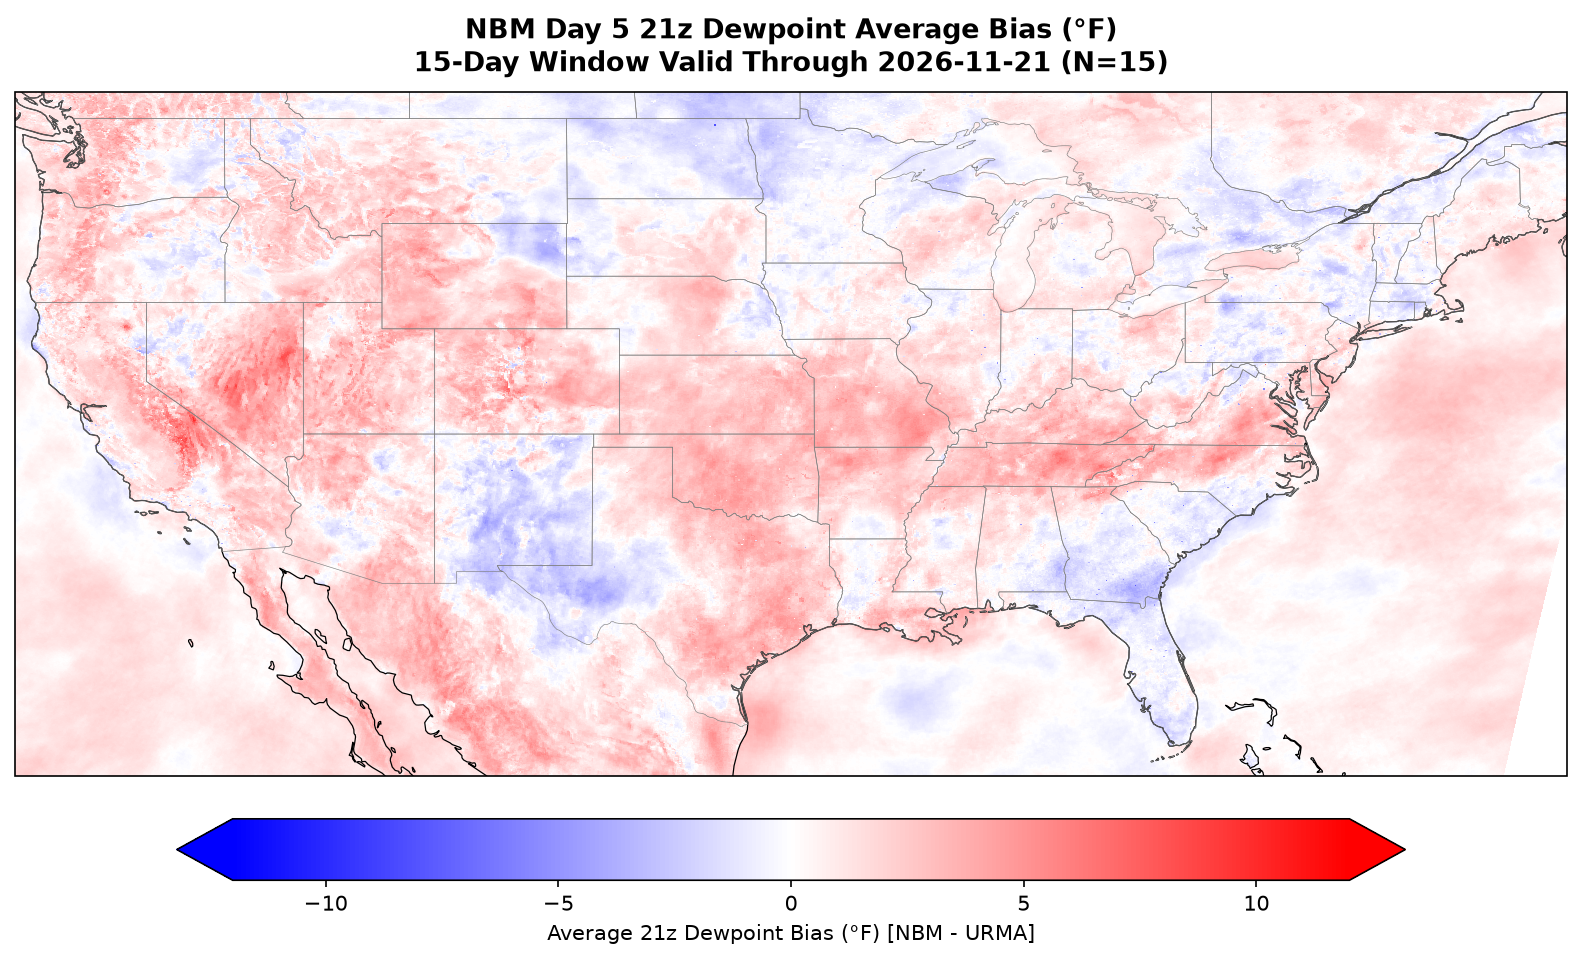 NBM Day 5 21z Dewpoint Average Bias (°F)
15-Day Window Valid Through 2026-11-21 (N=15)
−10 −5 0 5 10
Average 21z Dewpoint Bias (°F) [NBM - URMA]